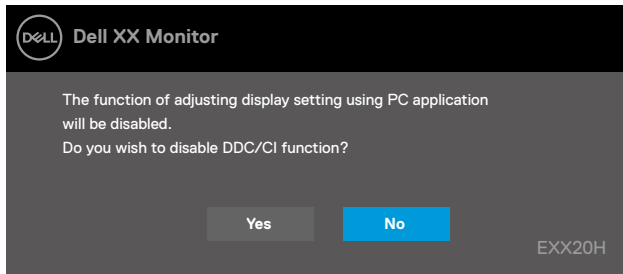 DELL
Dell XX Monitor
The function of adjusting display setting using PC application
will be disabled.
Do you wish to disable DDC/CI function?
Yes
No
EXX20H